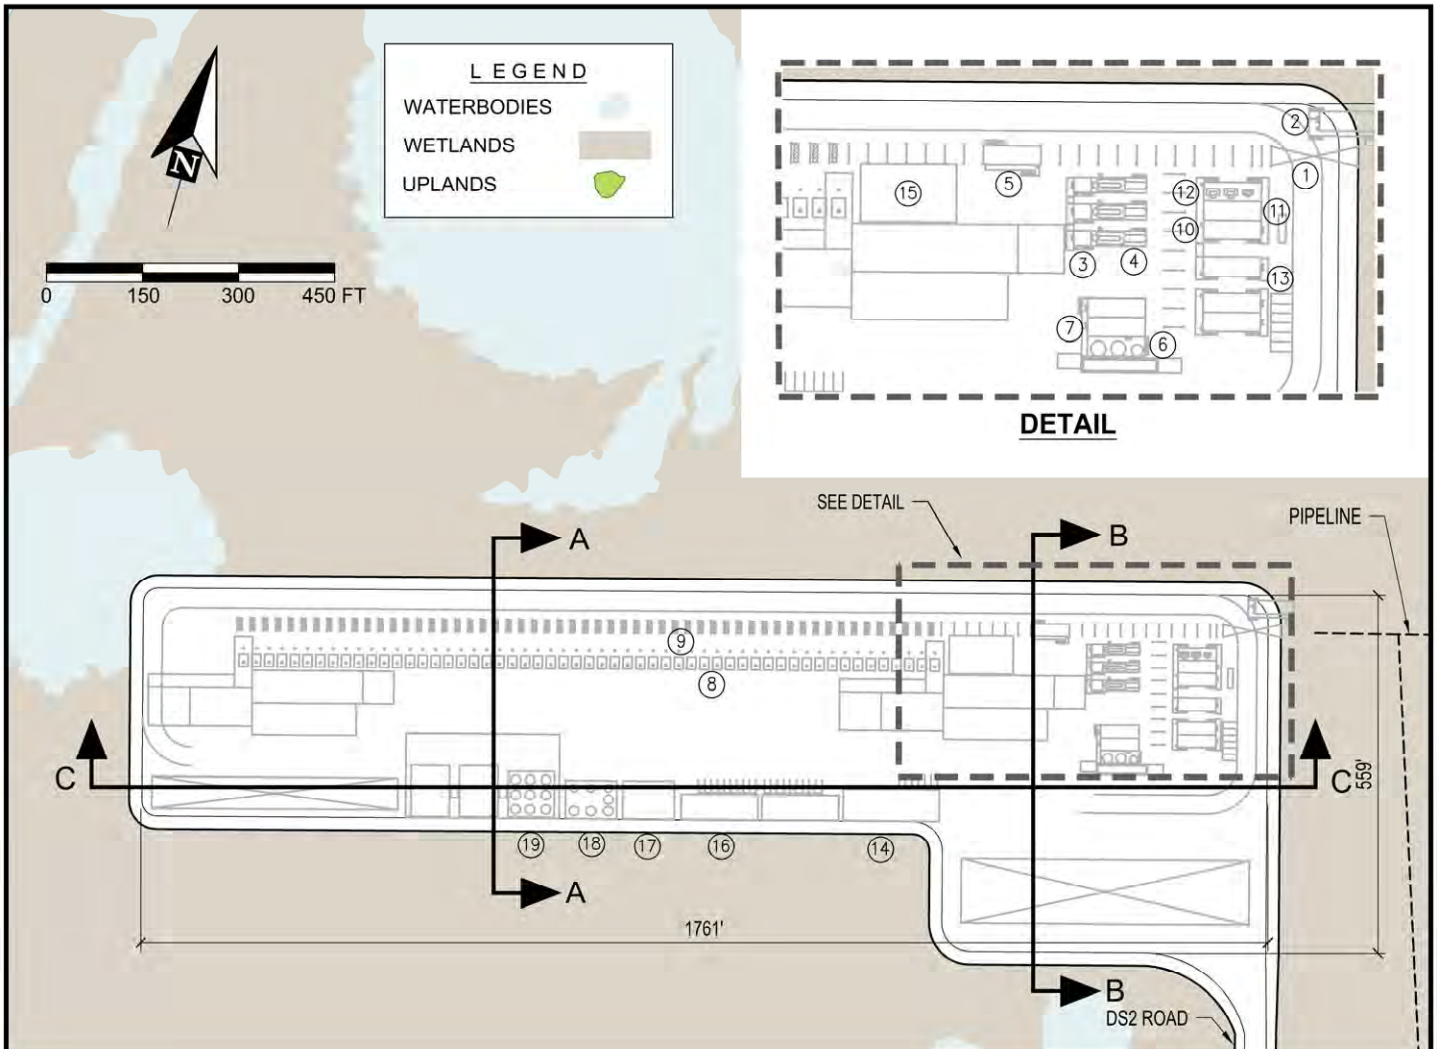 LEGEND
WATERBODIES
WETLANDS
UPLANDS
N
0 150 300 450 FT
2
1
5
15
12
11
10
3
4
13
7
6
DETAIL
SEE DETAIL
PIPELINE
A
B
9
8
C
C
559'
19
18
17
16
14
A
1761'
B
DS2 ROAD